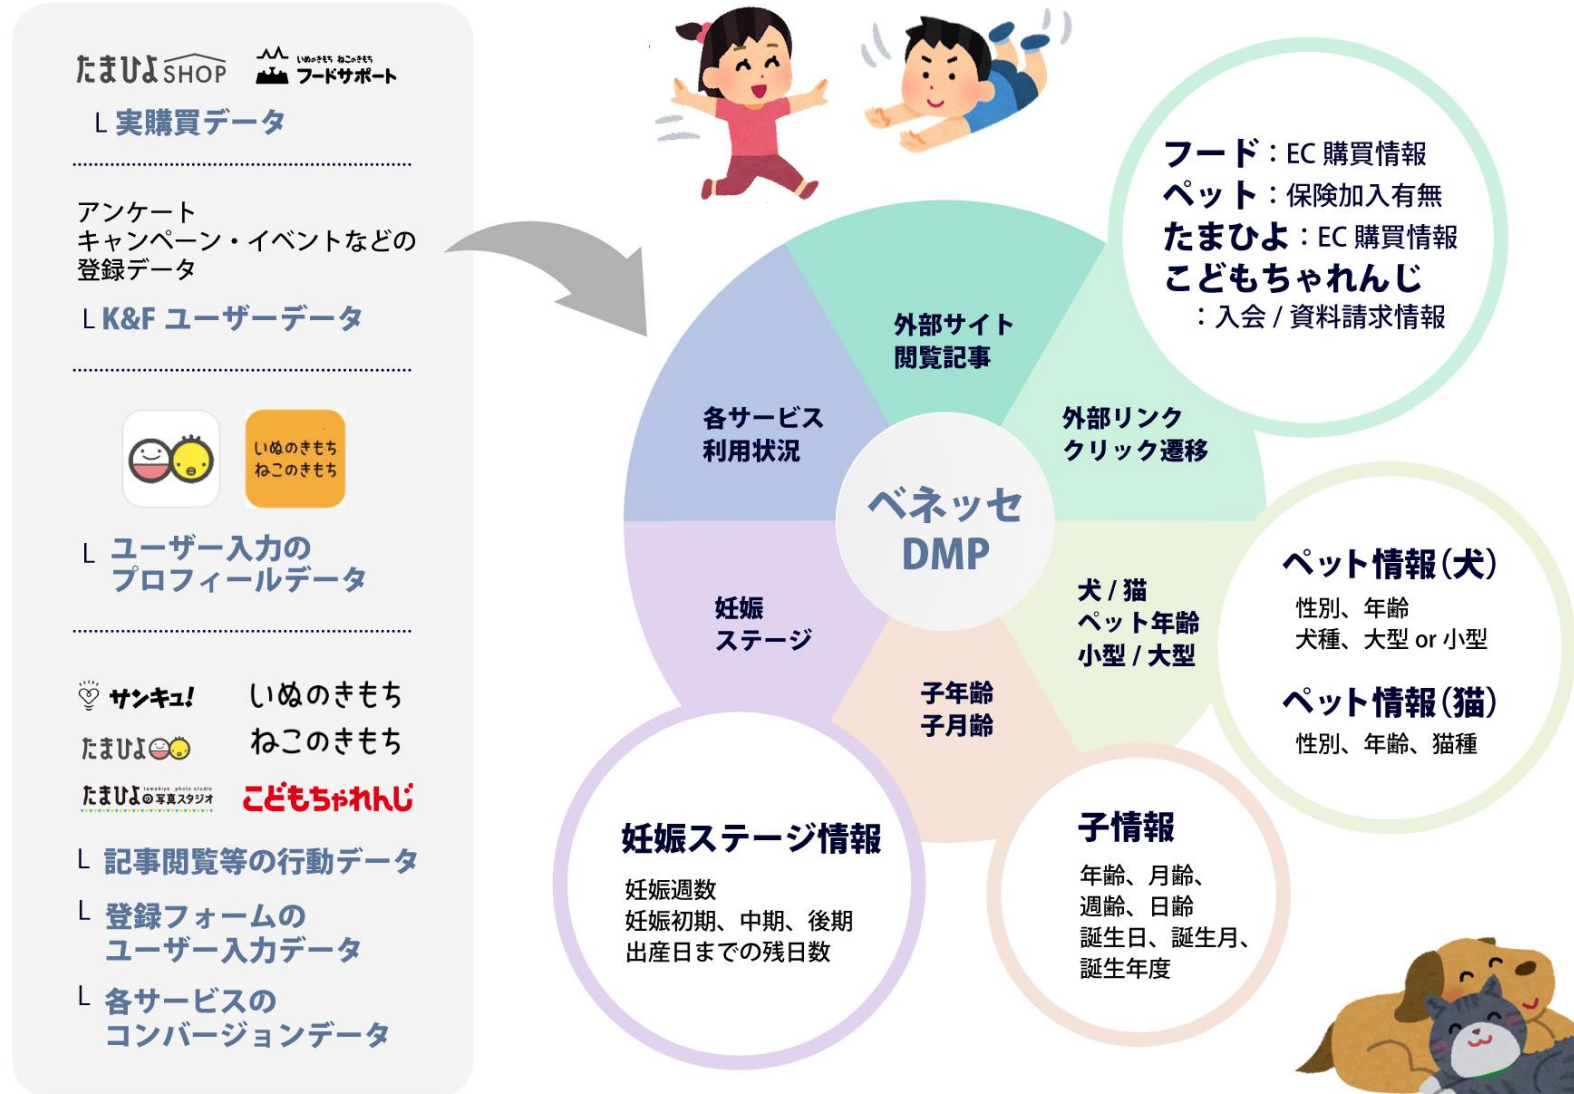 たまひよSHOP
いぬのきもち ねこのきもち
フードサポート
L 実購買データ
アンケート
キャンペーン・イベントなどの
登録データ
L K&F ユーザーデータ
いぬのきもち
ねこのきもち
L ユーザー入力の
プロフィールデータ
サンキュ!
いぬのきもち
たまひよ
ねこのきもち
tamahiyo photo studio
たまひよの写真スタジオ
こどもちゃれんじ
L 記事閲覧等の行動データ
L 登録フォームの
ユーザー入力データ
L 各サービスの
コンバージョンデータ
外部サイト
閲覧記事
各サービス
利用状況
外部リンク
クリック遷移
ベネッセ
DMP
妊娠
ステージ
犬 / 猫
ペット年齢
小型 / 大型
子年齢
子月齢
フード：EC 購買情報
ペット：保険加入有無
たまひよ：EC 購買情報
こどもちゃれんじ
：入会 / 資料請求情報
ペット情報（犬）
性別、年齢
犬種、大型 or 小型
ペット情報（猫）
性別、年齢、猫種
妊娠ステージ情報
妊娠週数
妊娠初期、中期、後期
出産日までの残日数
子情報
年齢、月齢、
週齢、日齢
誕生日、誕生月、
誕生年度